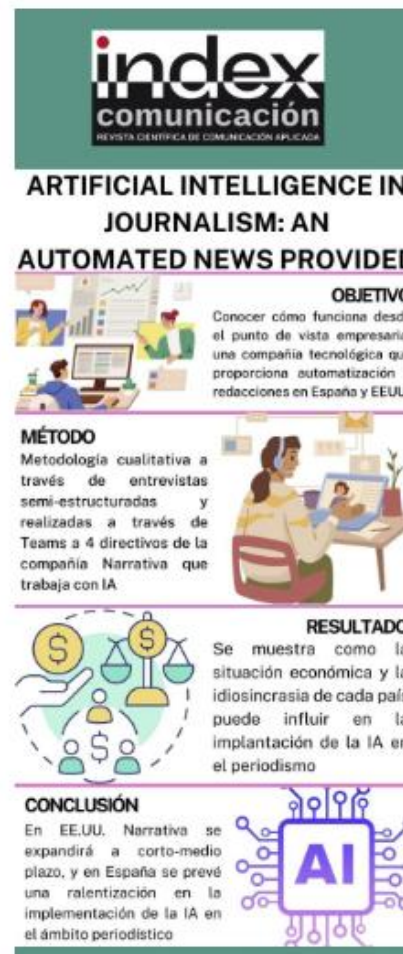 index
comunicación
REVISTA CIENTÍFICA DE COMUNICACIÓN APLICADA
ARTIFICIAL INTELLIGENCE IN
JOURNALISM: AN
AUTOMATED NEWS PROVIDER
OBJETIVO
Conocer cómo funciona desd
el punto de vista empresaria
una compañía tecnológica qu
proporciona automatización
redacciones en España y EEUU
MÉTODO
Metodología cualitativa a
través de entrevistas
semi-estructuradas y
realizadas a través de
Teams a 4 directivos de la
compañía Narrativa que
trabaja con IA
RESULTADO
Se muestra como la
situación económica y la
idiosincrasia de cada país
puede influir en la
implantación de la IA en
el periodismo
CONCLUSIÓN
En EE.UU. Narrativa se
expandirá a corto-medio
plazo, y en España se prevé
una ralentización en la
implementación de la IA en
el ámbito periodístico
AI